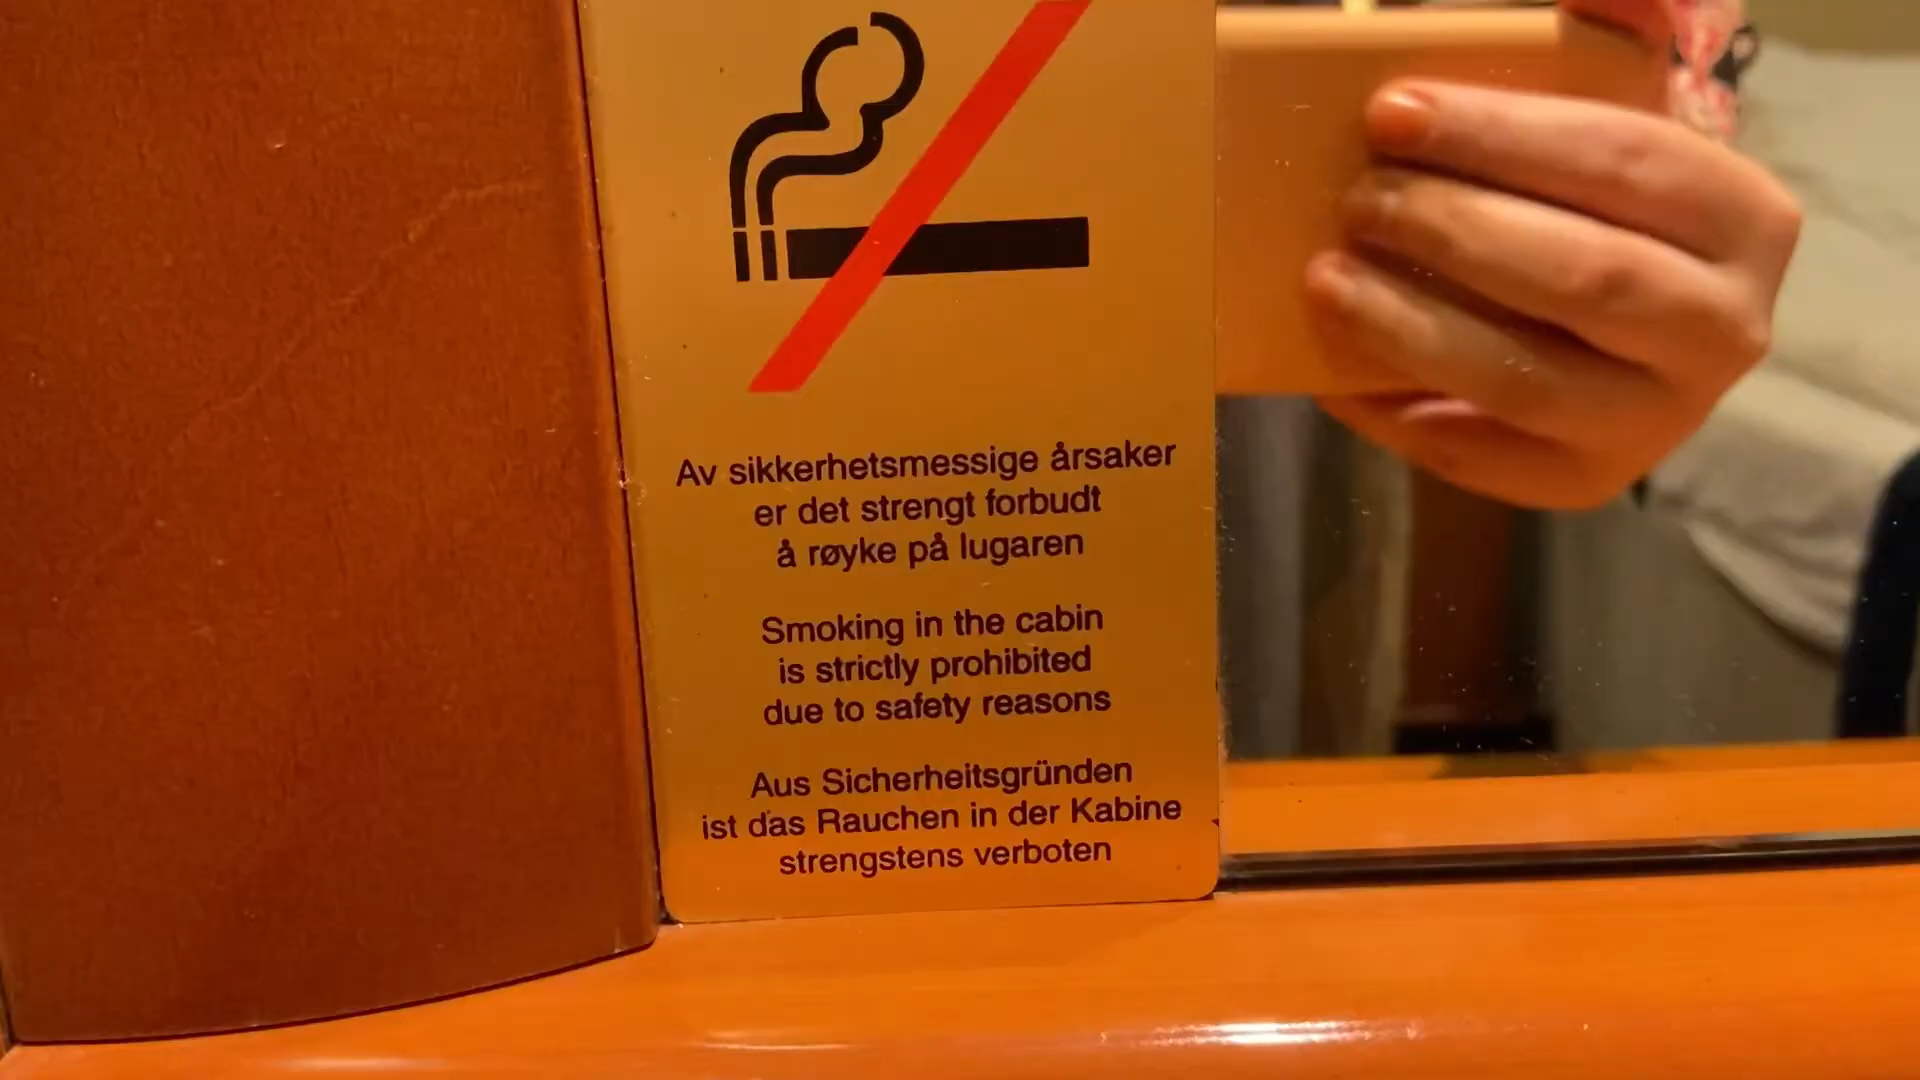 Av sikkerhetsmessige årsaker
er det strengt forbudt
å røyke på lugaren
Smoking in the cabin
is strictly prohibited
due to safety reasons
Aus Sicherheitsgründen
ist das Rauchen in der Kabine
strengstens verboten